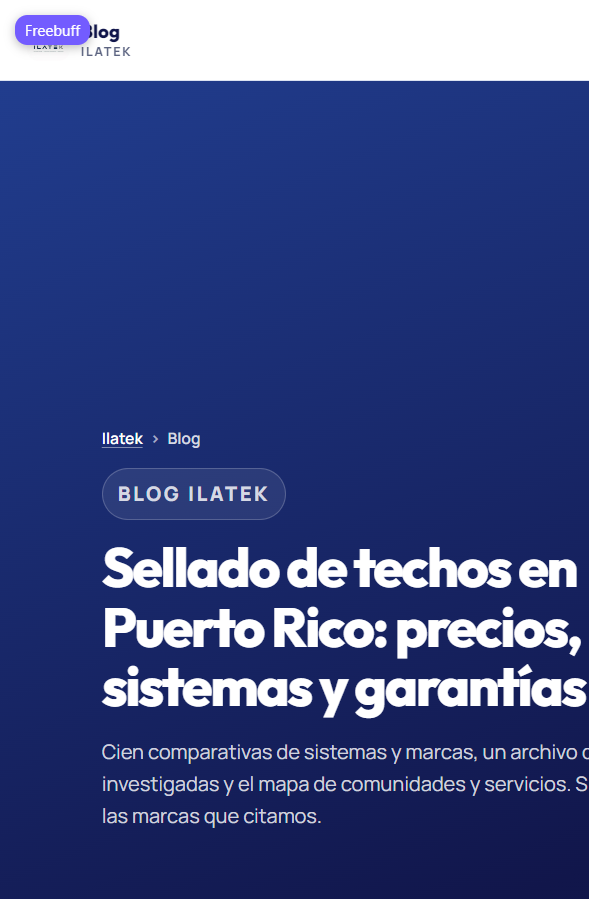 Freebuff
Blog
ILATEK
Ilatek › Blog
BLOG ILATEK
Sellado de techos en
Puerto Rico: precios,
sistemas y garantías
Cien comparativas de sistemas y marcas, un archivo
investigadas y el mapa de comunidades y servicios.
las marcas que citamos.